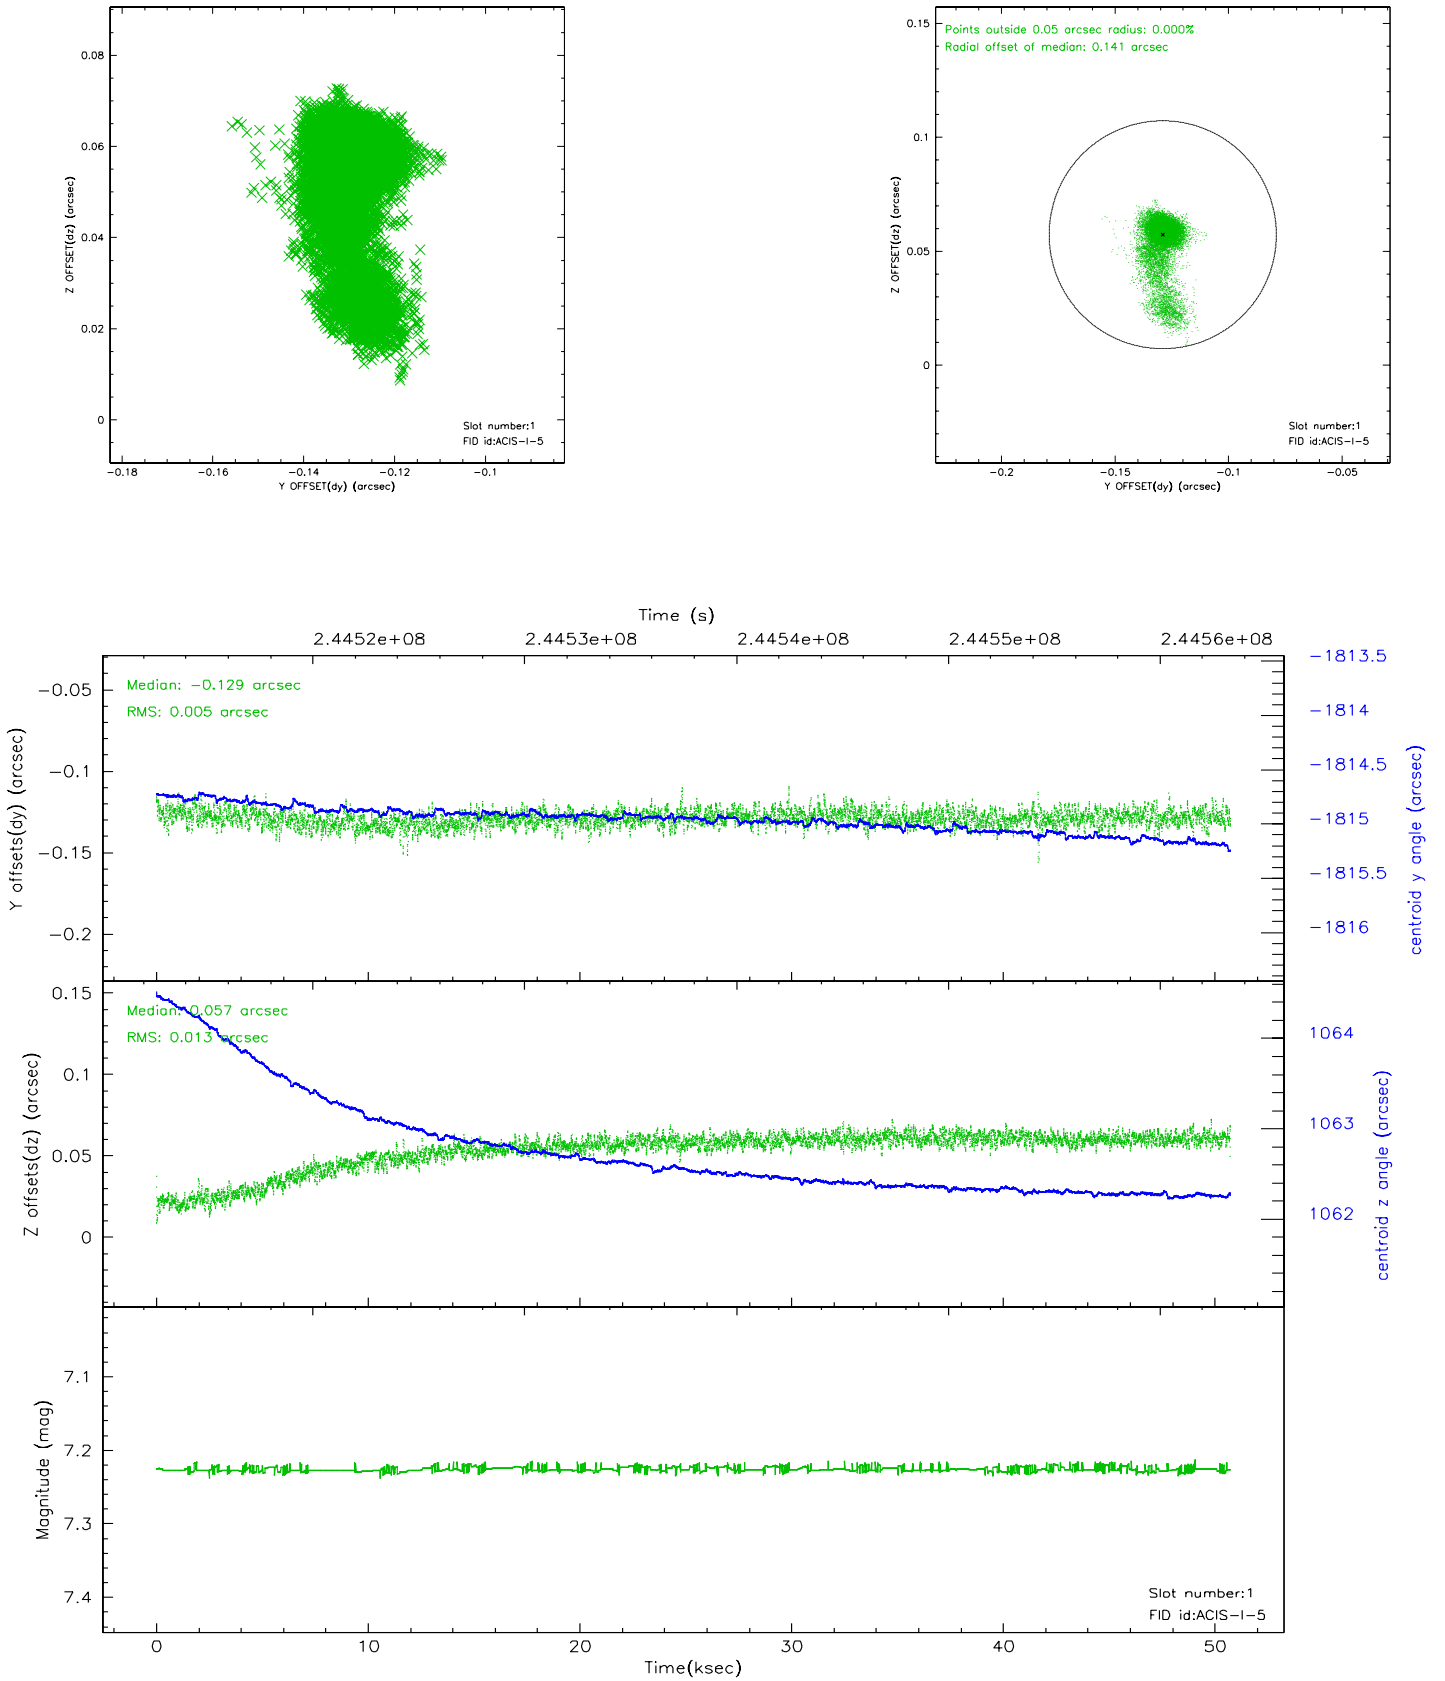 0.08
0.06
0.04
0.02
0
Z OFFSET(dz) (arcsec)
Slot number:1
FID id:ACIS-I-5
-0.18 -0.16 -0.14 -0.12 -0.1
Y OFFSET(dy) (arcsec)
0.15
0.1
0.05
0
Z OFFSET(dz) (arcsec)
Points outside 0.05 arcsec radius: 0.000%
Radial offset of median: 0.141 arcsec
Slot number:1
FID id:ACIS-I-5
-0.2 -0.15 -0.1 -0.05
Y OFFSET(dy) (arcsec)
Time (s)
2.4452e+08 2.4453e+08 2.4454e+08 2.4455e+08 2.4456e+08
-0.05
-0.1
-0.15
-0.2
Y offsets(dy) (arcsec)
Median: -0.129 arcsec
RMS: 0.005 arcsec
-1813.5
-1814
-1814.5
-1815
-1815.5
-1816
centroid y angle (arcsec)
0.15
0.1
0.05
0
Z offsets(dz) (arcsec)
Median: 0.057 arcsec
RMS: 0.013 arcsec
1064
1063
1062
centroid z angle (arcsec)
7.1
7.2
7.3
7.4
Magnitude (mag)
Slot number:1
FID id:ACIS-I-5
0 10 20 30 40 50
Time(ksec)